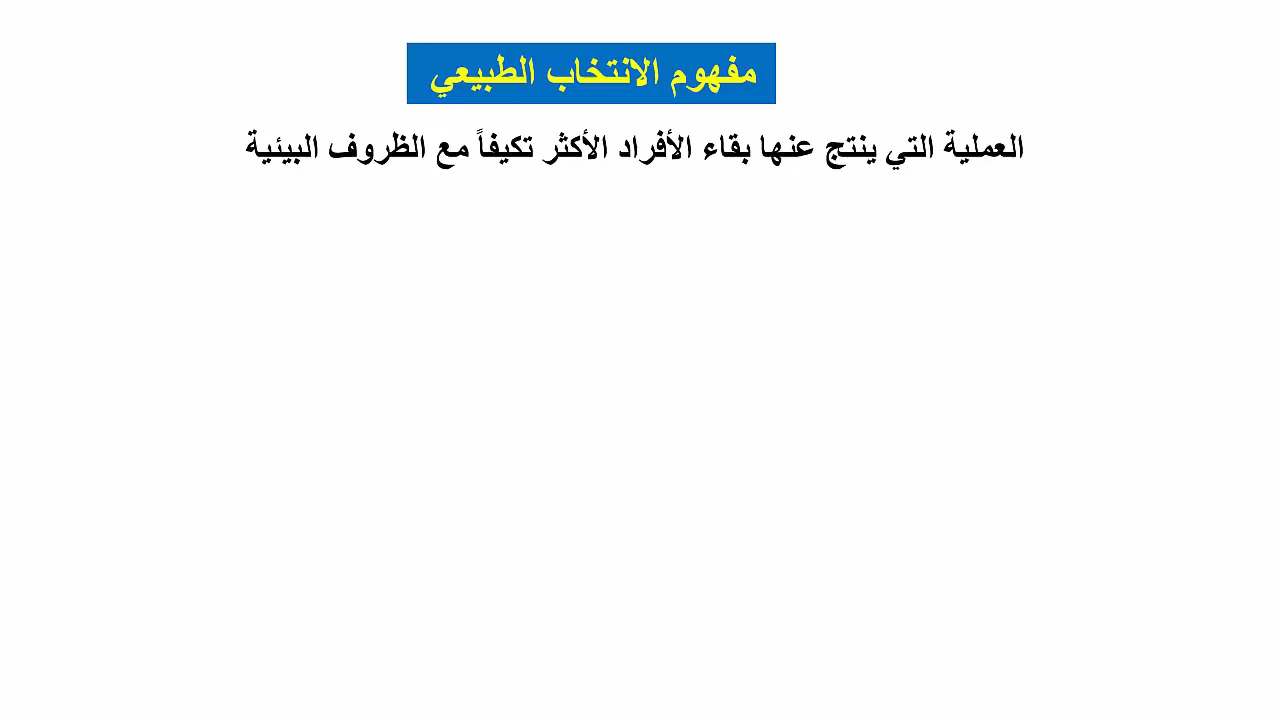 مفهوم الانتخاب الطبيعي
العملية التي ينتج عنها بقاء الأفراد الأكثر تكيفاً مع الظروف البيئية